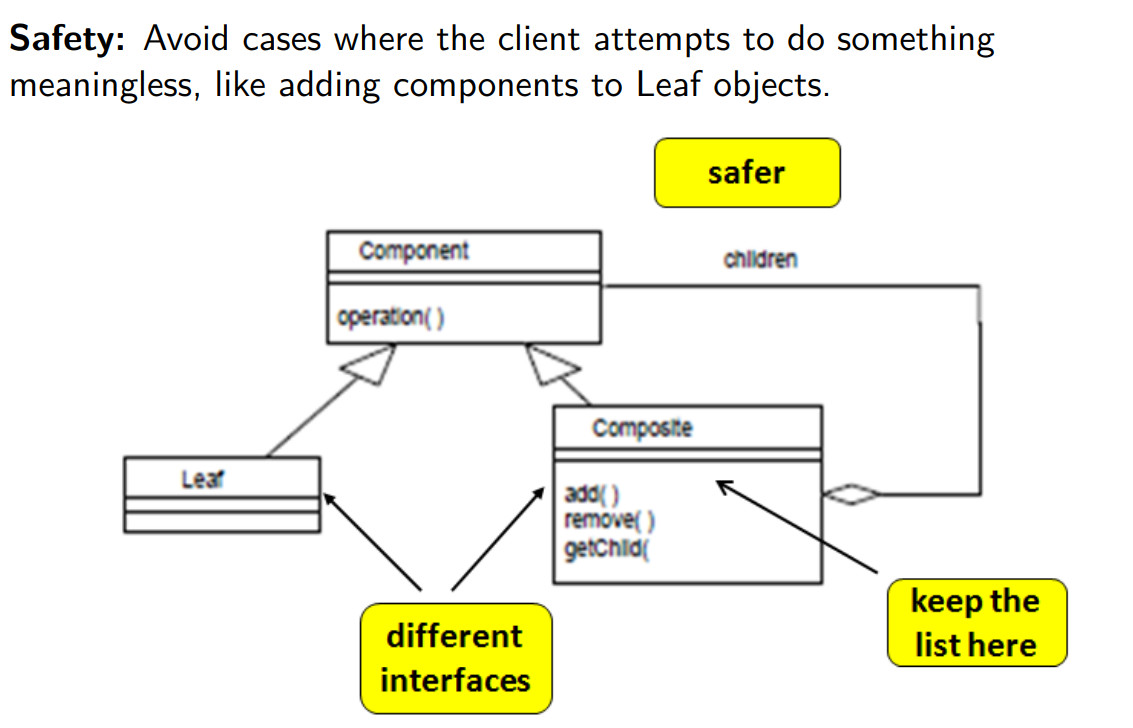 Safety: Avoid cases where the client attempts to do something
meaningless, like adding components to Leaf objects.
safer
Component
children
operation( )
Composite
Leaf
add( )
remove( )
getChild(
keep the
list here
different
interfaces